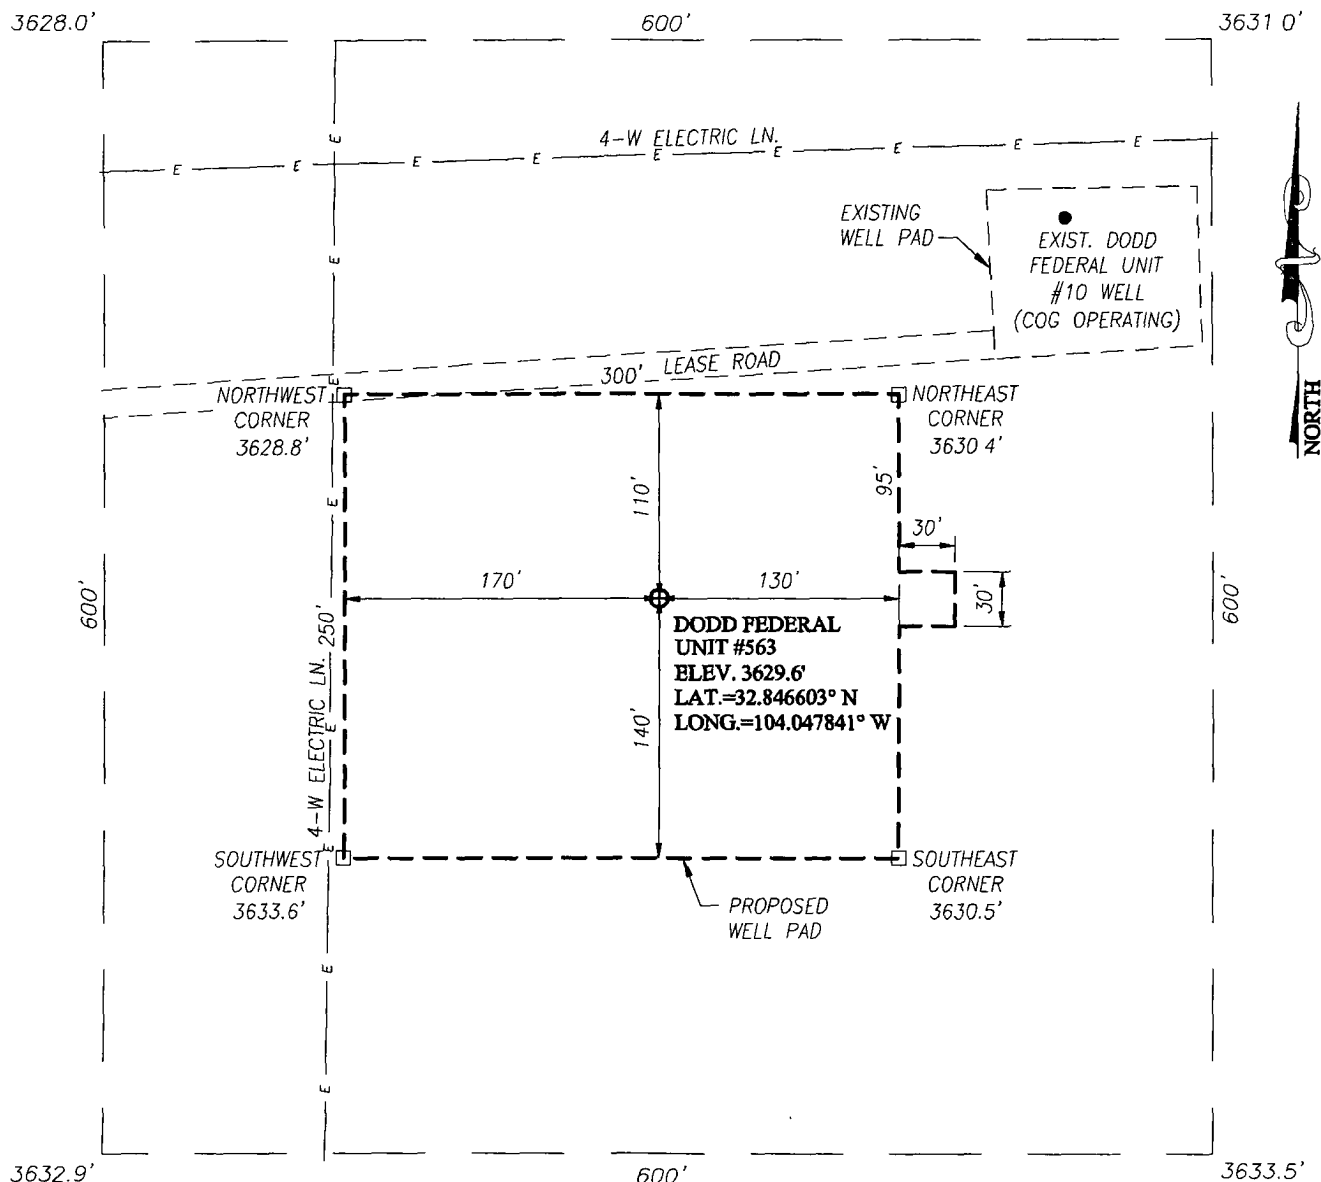 3628.0'
600'
3631 0'
4-W ELECTRIC LN.
E E E E E E E E
E
E
E
E
E
E
E
E
EXISTING
WELL PAD
EXIST. DODD
FEDERAL UNIT
#10 WELL
(COG OPERATING)
LEASE ROAD
300'
NORTHWEST
CORNER
3628.8'
NORTHEAST
CORNER
3630 4'
NORTH
110'
95'
30'
30'
170'
130'
600'
600'
250'
4-W ELECTRIC LN.
DODD FEDERAL
UNIT #563
ELEV. 3629.6'
LAT.=32.846603° N
LONG.=104.047841° W
140'
SOUTHWEST
CORNER
3633.6'
SOUTHEAST
CORNER
3630.5'
PROPOSED
WELL PAD
3632.9'
600'
3633.5'